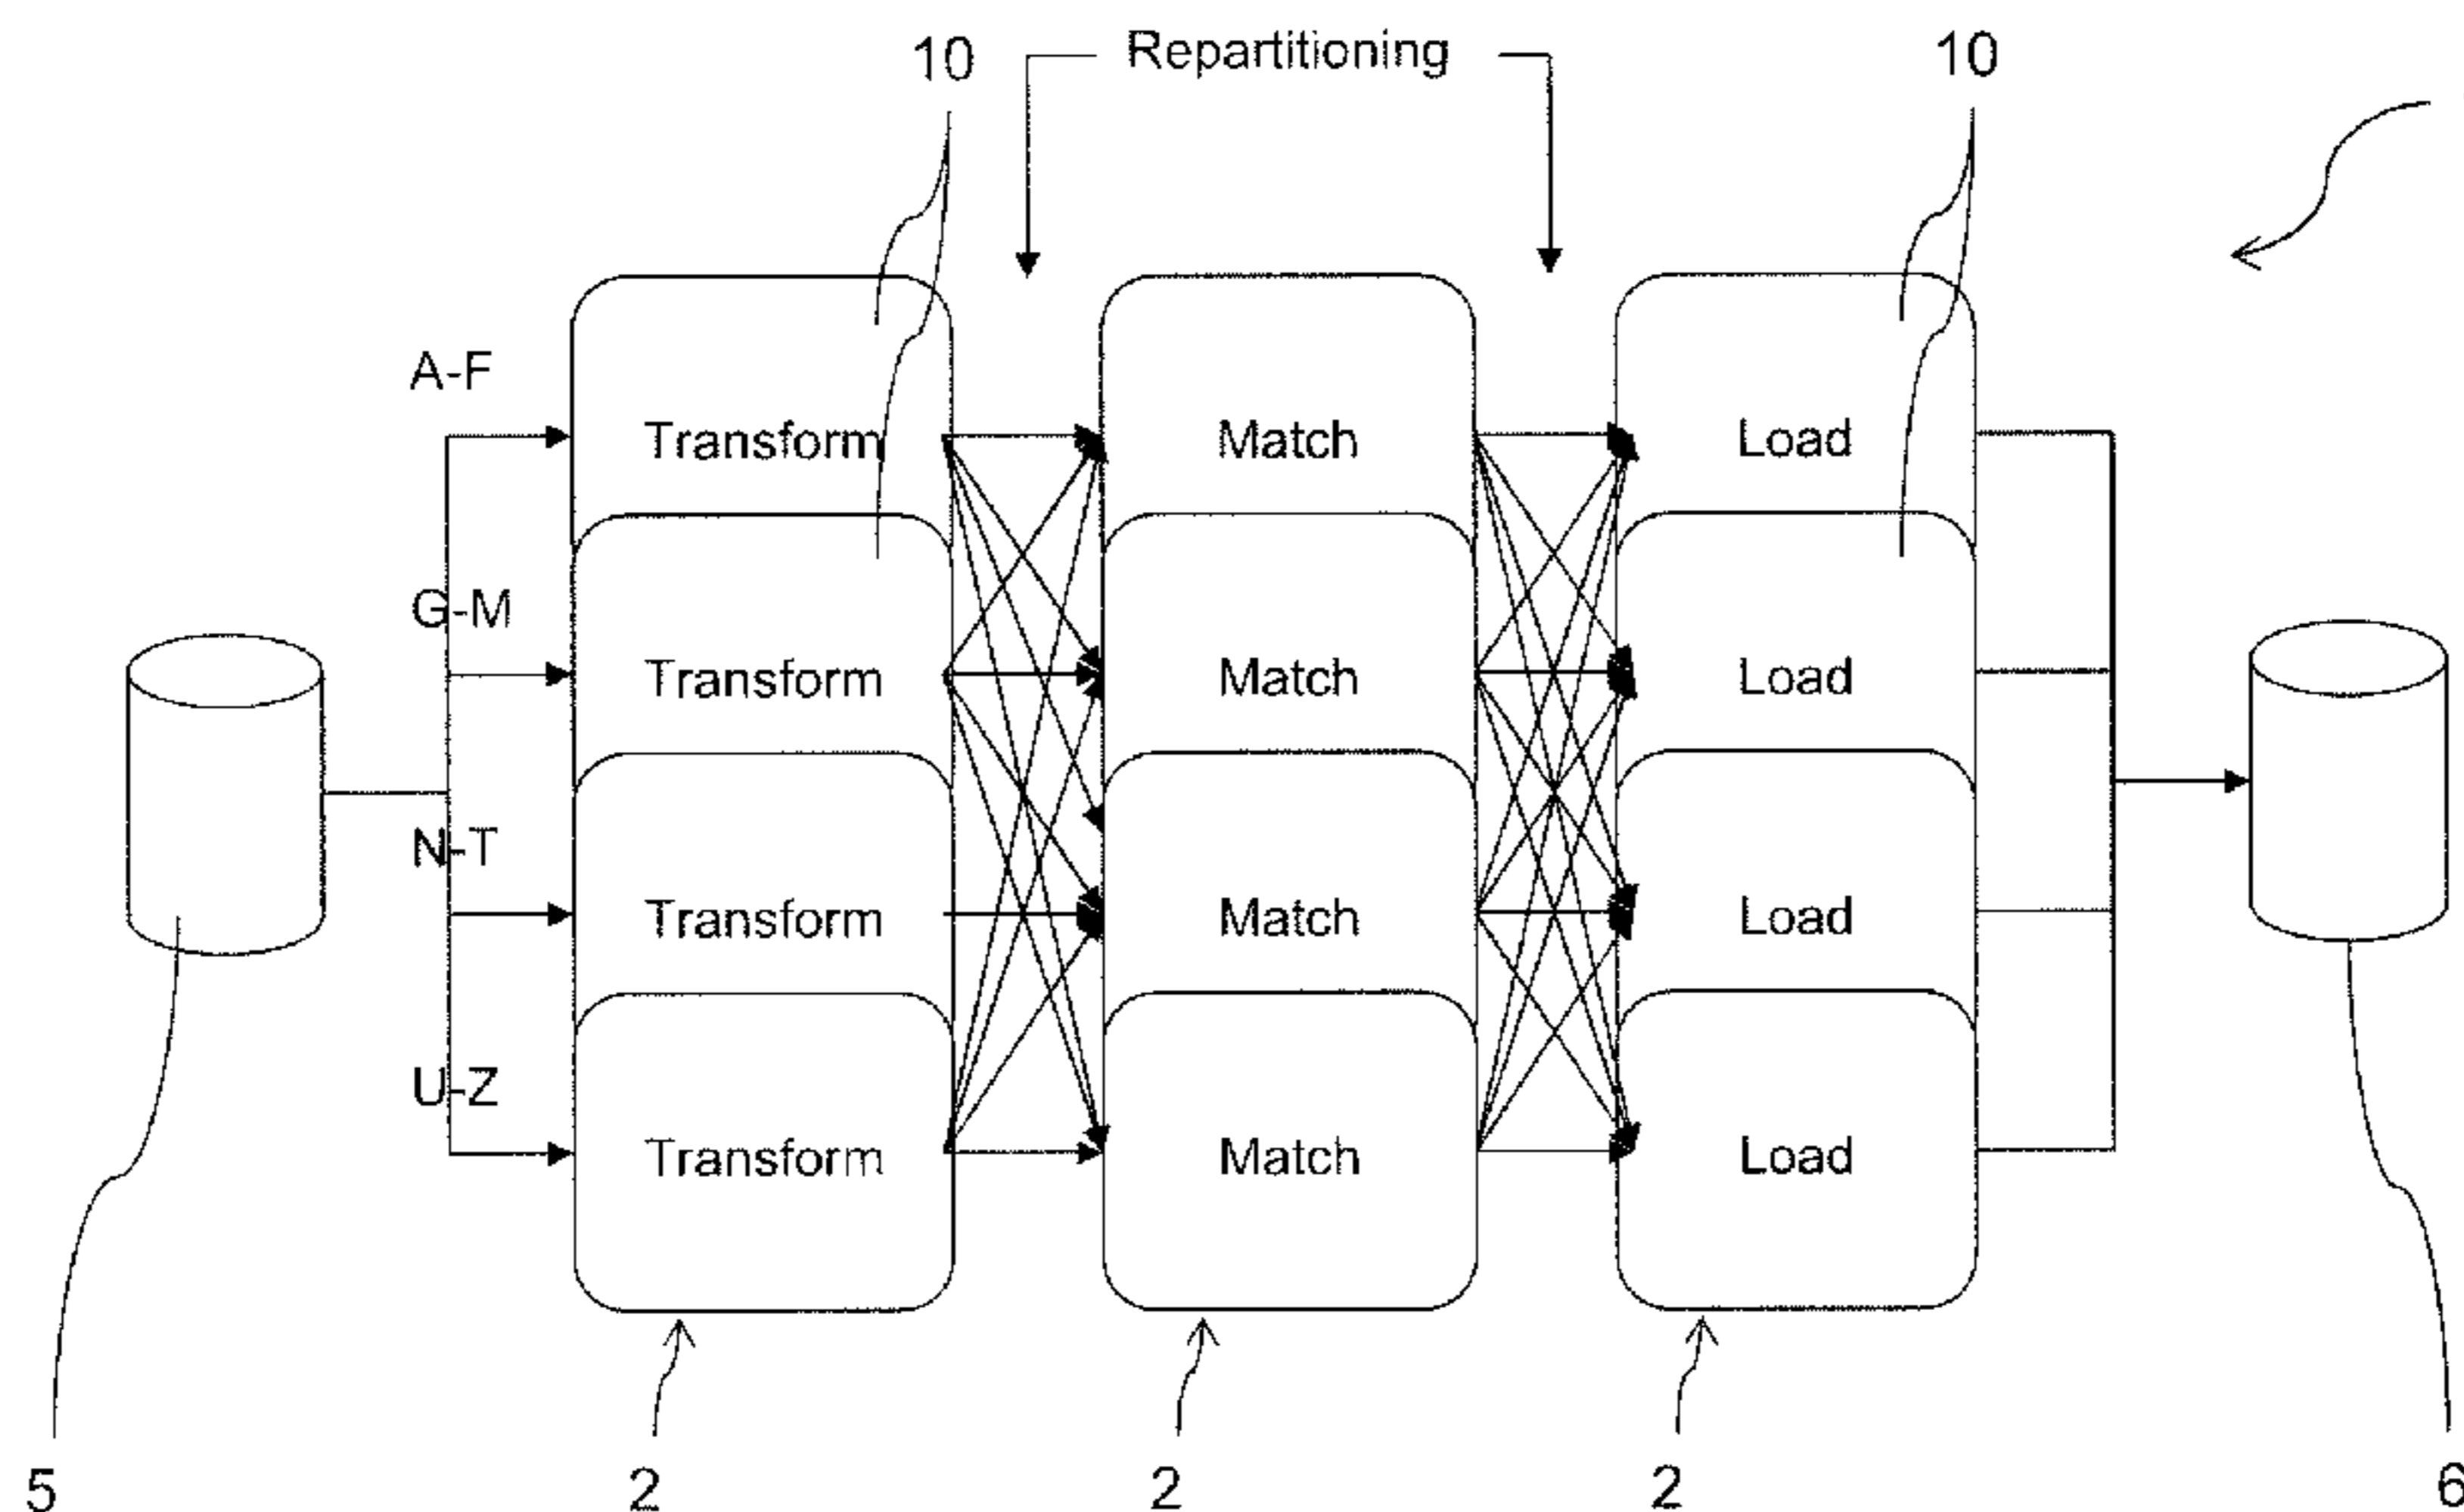 10 Repartitioning 10
A-F
Transform Match Load
G-M
Transform Match Load
N-T
Transform Match Load
U-Z
Transform Match Load
5 2 2 2 6